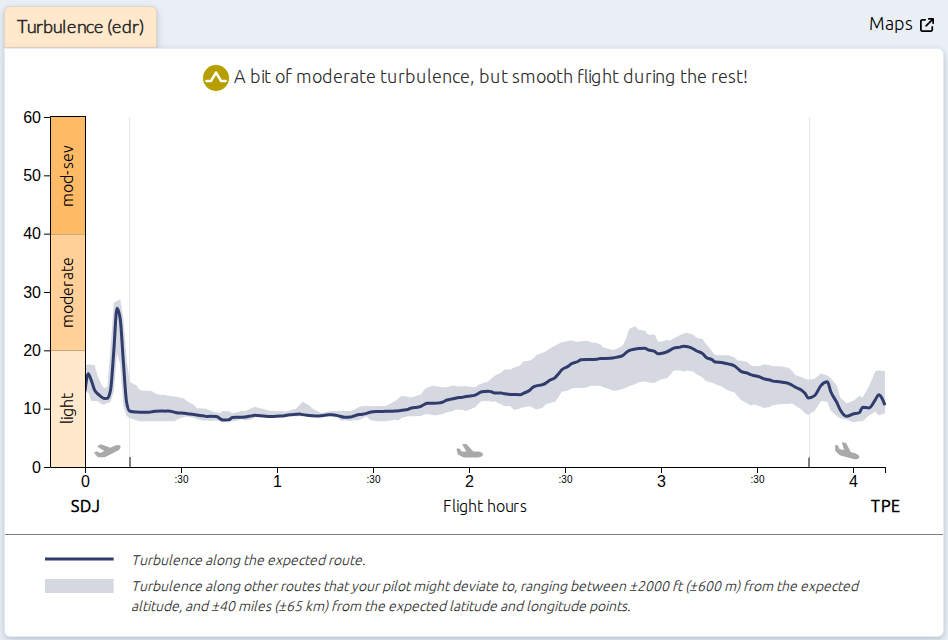 Turbulence (edr)
Maps
A bit of moderate turbulence, but smooth flight during the rest!
60
50
40
30
20
10
0
mod-sev
moderate
light
0 :30 1 :30 2 :30 3 :30 4
SDJ Flight hours TPE
Turbulence along the expected route.
Turbulence along other routes that your pilot might deviate to, ranging between ±2000 ft (±600 m) from the expected
altitude, and ±40 miles (±65 km) from the expected latitude and longitude points.